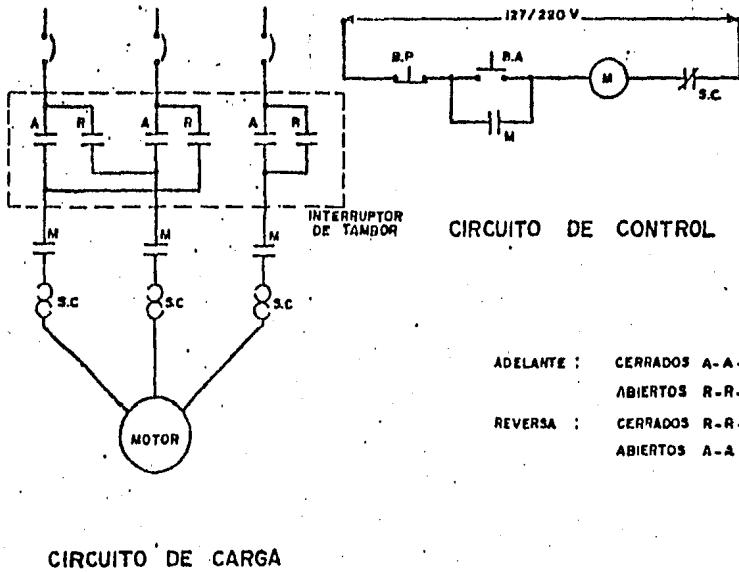 127/220 V
B.P
B.A
M
S.C.
M
A R A R A R
INTERRUPTOR
DE TAMBOR
CIRCUITO DE CONTROL
M M M
S.C S.C S.C
MOTOR
ADELANTE : CERRADOS A-A-
ABIERTOS R-R-
REVERSA : CERRADOS R-R-
ABIERTOS A-A
CIRCUITO DE CARGA